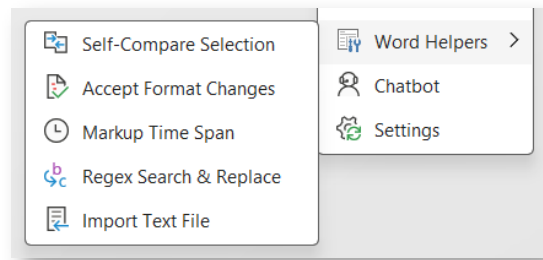 Self-Compare Selection
Accept Format Changes
Markup Time Span
Regex Search & Replace
Import Text File
Word Helpers
Chatbot
Settings